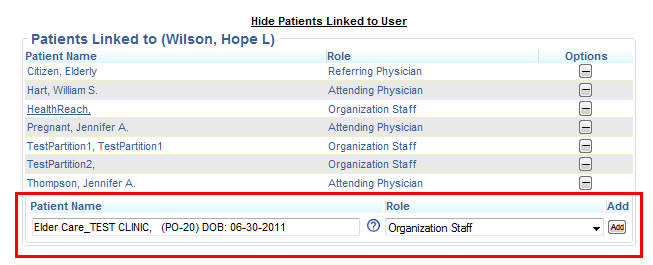 Hide Patients Linked to User
Patients Linked to (Wilson, Hope L)
Patient Name Role Options
Citizen, Elderly Referring Physician
Hart, William S. Attending Physician
HealthReach, Organization Staff
Pregnant, Jennifer A. Attending Physician
TestPartition1, TestPartition1 Organization Staff
TestPartition2, Organization Staff
Thompson, Jennifer A. Attending Physician
Patient Name Role Add
Elder Care_TEST CLINIC, (PO-20) DOB: 06-30-2011 ? Organization Staff Add